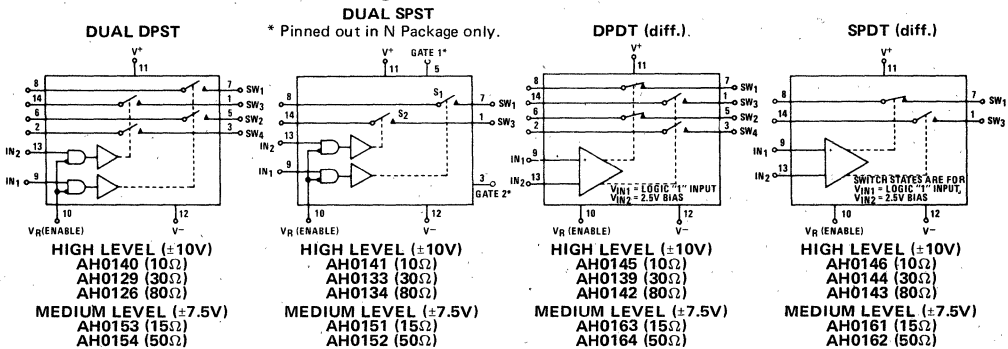 DUAL DPST
V+
11
8
14
6
2
7 SW1
1 SW3
5 SW2
3 SW4
IN2 13
IN1 9
10
12
VR(ENABLE)
V−
HIGH LEVEL (±10V)
AH0140 (10Ω)
AH0129 (30Ω)
AH0126 (80Ω)
MEDIUM LEVEL (±7.5V)
AH0153 (15Ω)
AH0154 (50Ω)
DUAL SPST
* Pinned out in N Package only.
V+ GATE 1*
11 5
8
14
S1
S2
7 SW1
1 SW3
13
IN2
9
IN1
3
GATE 2*
10
12
VR (ENABLE)
V−
HIGH LEVEL (±10V)
AH0141 (10Ω)
AH0133 (30Ω)
AH0134 (80Ω)
MEDIUM LEVEL (±7.5V)
AH0151 (15Ω)
AH0152 (50Ω)
DPDT (diff.)
V+
11
8
14
6
2
7 SW1
1 SW3
5 SW2
3 SW4
IN1 9
IN2 13
VIN1 = LOGIC "1" INPUT
VIN2 = 2.5V BIAS
10
12
VR (ENABLE)
V−
HIGH LEVEL (±10V)
AH0145 (10Ω)
AH0139 (30Ω)
AH0142 (80Ω)
MEDIUM LEVEL (±7.5V)
AH0163 (15Ω)
AH0164 (50Ω)
SPDT (diff.)
V+
11
8
14
7 SW1
1 SW3
IN1 9
IN2 13
SWITCH STATES ARE FOR
VIN1 = LOGIC "1" INPUT,
VIN2 = 2.5V BIAS
10
12
VR (ENABLE)
V−
HIGH LEVEL (±10V)
AH0146 (10Ω)
AH0144 (30Ω)
AH0143 (80Ω)
MEDIUM LEVEL (±7.5V)
AH0161 (15Ω)
AH0162 (50Ω)